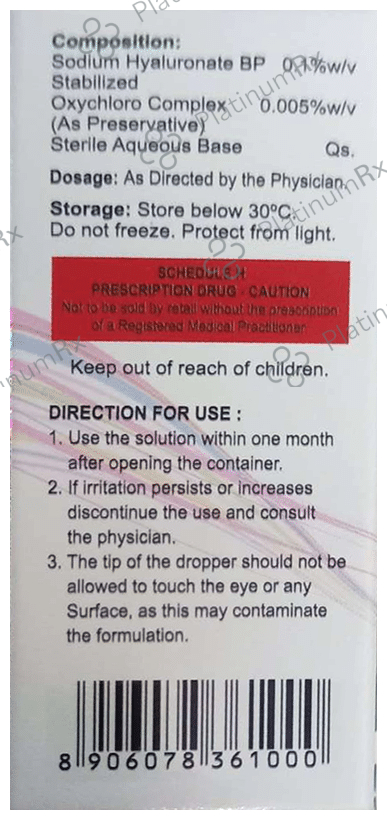 Composition:
Sodium Hyaluronate BP 0.1%w/v
Stabilized
Oxychloro Complex 0.005%w/v
(As Preservative)
Sterile Aqueous Base Qs.
Dosage: As Directed by the Physician.
Storage: Store below 30ºC.
Do not freeze. Protect from light.
SCHEDULE H
PRESCRIPTION DRUG - CAUTION
Not to be sold by retail without the prescription
of a Registered Medical Practitioner
Keep out of reach of children.
DIRECTION FOR USE :
1. Use the solution within one month
after opening the container.
2. If irritation persists or increases
discontinue the use and consult
the physician.
3. The tip of the dropper should not be
allowed to touch the eye or any
Surface, as this may contaminate
the formulation.
8 906078 361000
PlatinumRx